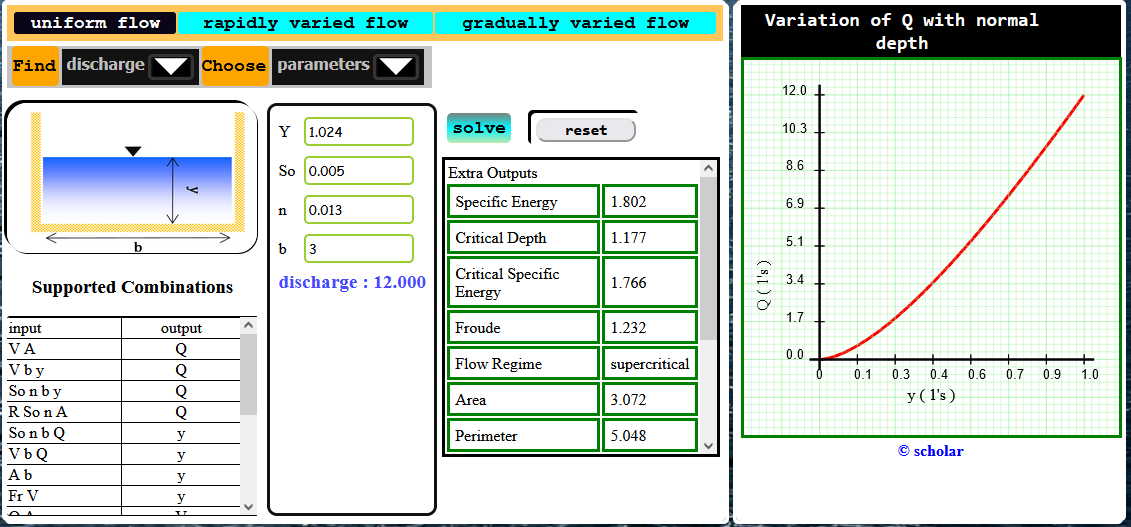 uniform flow rapidly varied flow gradually varied flow
Find discharge Choose parameters
y
b
Supported Combinations
input output
V A Q
V b y Q
So n b y Q
R So n A Q
So n b Q y
V b Q y
A b y
Fr V y
Y 1.024
So 0.005
n 0.013
b 3
discharge : 12.000
solve reset
Extra Outputs
Specific Energy 1.802
Critical Depth 1.177
Critical Specific
Energy 1.766
Froude 1.232
Flow Regime supercritical
Area 3.072
Perimeter 5.048
Variation of Q with normal
depth
12.0
10.3
8.6
6.9
5.1
3.4
1.7
0.0
Q ( l's )
0 0.1 0.3 0.4 0.6 0.7 0.9 1.0
y ( l's )
© scholar